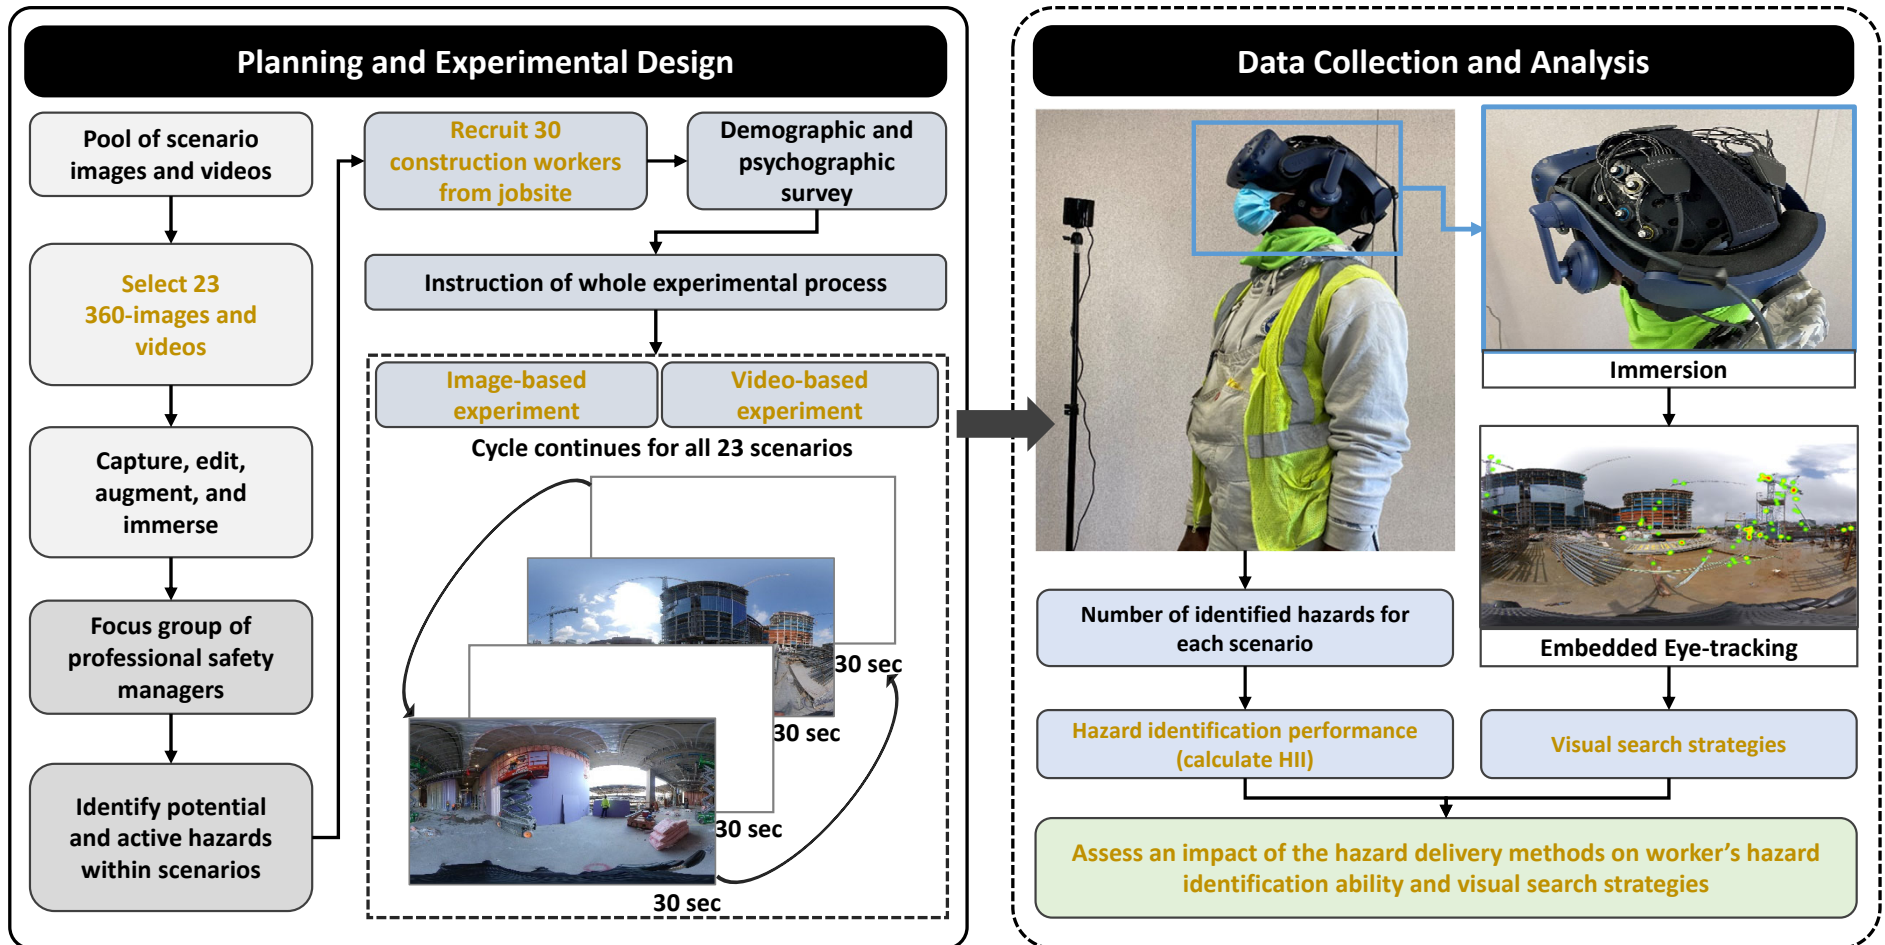 Planning and Experimental Design
Pool of scenario
images and videos
Select 23
360-images and
videos
Capture, edit,
augment, and
immerse
Focus group of
professional safety
managers
Identify potential
and active hazards
within scenarios
Recruit 30
construction workers
from jobsite
Demographic and
psychographic
survey
Instruction of whole experimental process
Image-based
experiment
Video-based
experiment
Cycle continues for all 23 scenarios
30 sec
30 sec
30 sec
30 sec
Data Collection and Analysis
Immersion
Embedded Eye-tracking
Number of identified hazards for
each scenario
Hazard identification performance
(calculate HII)
Visual search strategies
Assess an impact of the hazard delivery methods on worker’s hazard
identification ability and visual search strategies